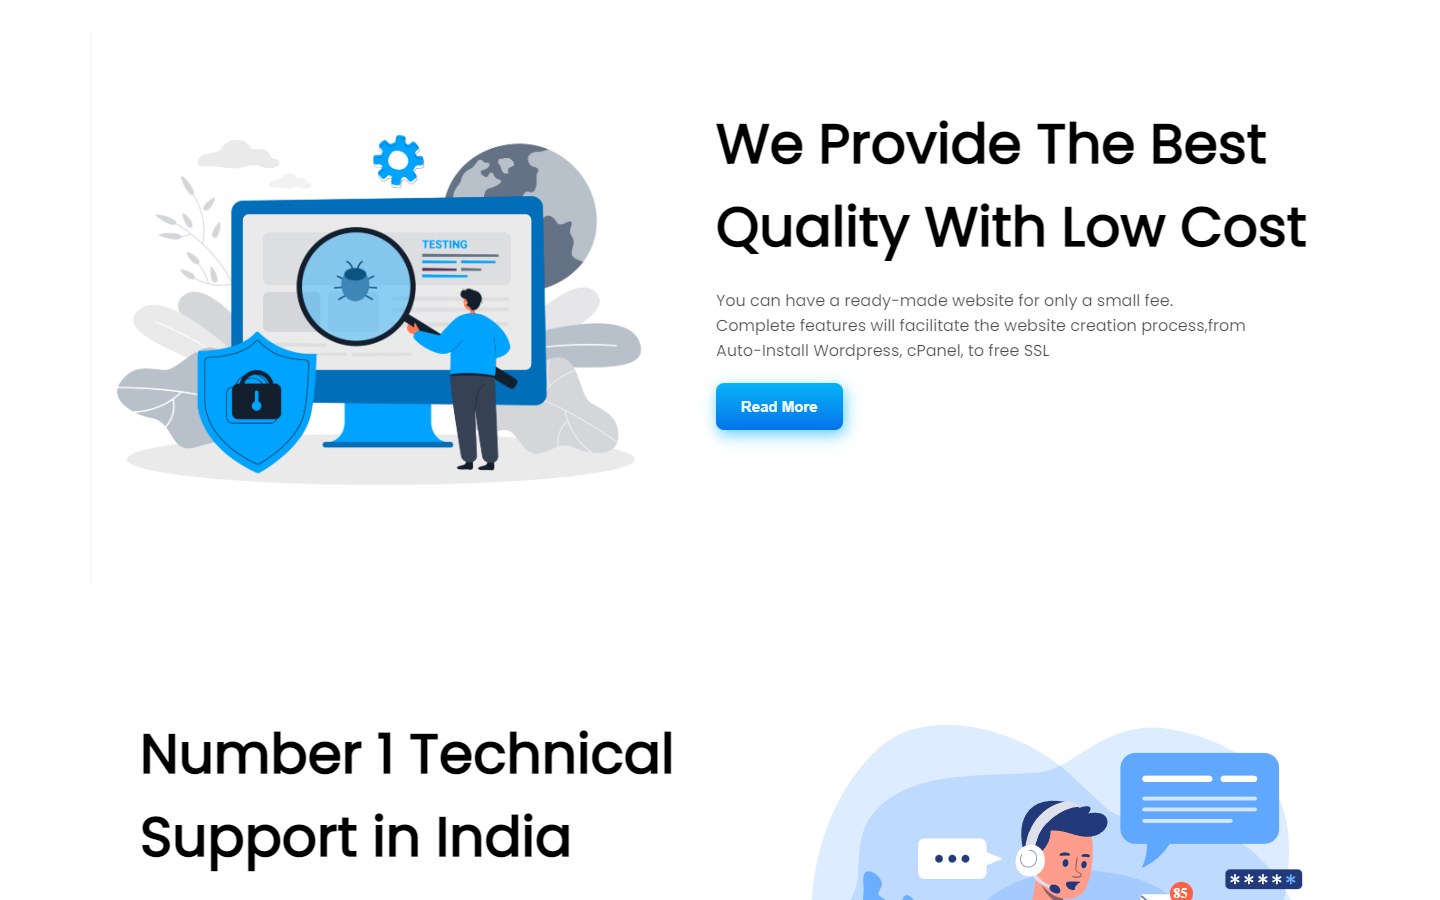 We Provide The Best
Quality With Low Cost
You can have a ready-made website for only a small fee.
Complete features will facilitate the website creation process,from
Auto-Install Wordpress, cPanel, to free SSL
Read More
TESTING
Number 1 Technical
Support in India
*****
85